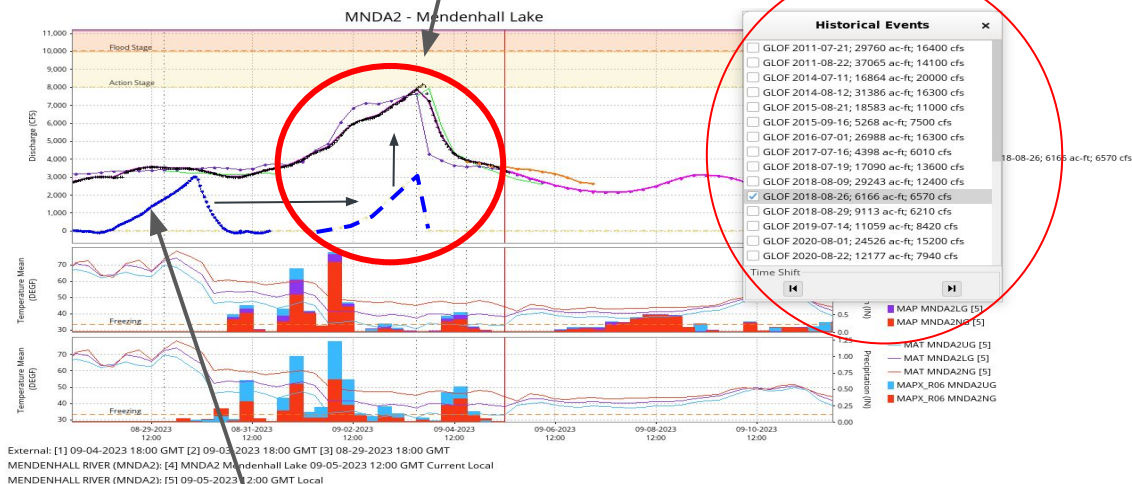 MNDA2 - Mendenhall Lake
11,000
10,000
9,000
8,000
7,000
6,000
5,000
4,000
3,000
2,000
1,000
0
Discharge (CFS)
Flood Stage
Action Stage
Historical Events ×
GLOF 2011-07-21; 29760 ac-ft; 16400 cfs
GLOF 2011-08-22; 37065 ac-ft; 14100 cfs
GLOF 2014-07-11; 16864 ac-ft; 20000 cfs
GLOF 2014-08-12; 31386 ac-ft; 16300 cfs
GLOF 2015-08-21; 18583 ac-ft; 11000 cfs
GLOF 2015-09-16; 5268 ac-ft; 7500 cfs
GLOF 2016-07-01; 26988 ac-ft; 16300 cfs
GLOF 2017-07-16; 4398 ac-ft; 6010 cfs
GLOF 2018-07-19; 17090 ac-ft; 13600 cfs
GLOF 2018-08-09; 29243 ac-ft; 12400 cfs
GLOF 2018-08-26; 6166 ac-ft; 6570 cfs
GLOF 2018-08-29; 9113 ac-ft; 6210 cfs
GLOF 2019-07-14; 11059 ac-ft; 8420 cfs
GLOF 2020-08-01; 24526 ac-ft; 15200 cfs
GLOF 2020-08-22; 12177 ac-ft; 7940 cfs
Time Shift
18-08-26; 6166 ac-ft; 6570 cfs
Temperature Mean
(DEGF)
70
60
50
40
30
Freezing
0.5
0.0
(IN)
MAP MNDA2LG [5]
MAP MNDA2NG [5]
Temperature Mean
(DEGF)
70
60
50
40
30
Freezing
1.25
1.00
0.75
0.50
0.25
0.00
Precipitation (IN)
MAT MNDA2UG [5]
MAT MNDA2LG [5]
MAT MNDA2NG [5]
MAPX_R06 MNDA2UG
MAPX_R06 MNDA2NG
08-29-2023 08-31-2023 09-02-2023 09-04-2023 09-06-2023 09-08-2023 09-10-2023
12:00 12:00 12:00 12:00 12:00 12:00 12:00
External: [1] 09-04-2023 18:00 GMT [2] 09-03-2023 18:00 GMT [3] 08-29-2023 18:00 GMT
MENDENHALL RIVER (MNDA2): [4] MNDA2 Mendenhall Lake 09-05-2023 12:00 GMT Current Local
MENDENHALL RIVER (MNDA2): [5] 09-05-2023 12:00 GMT Local